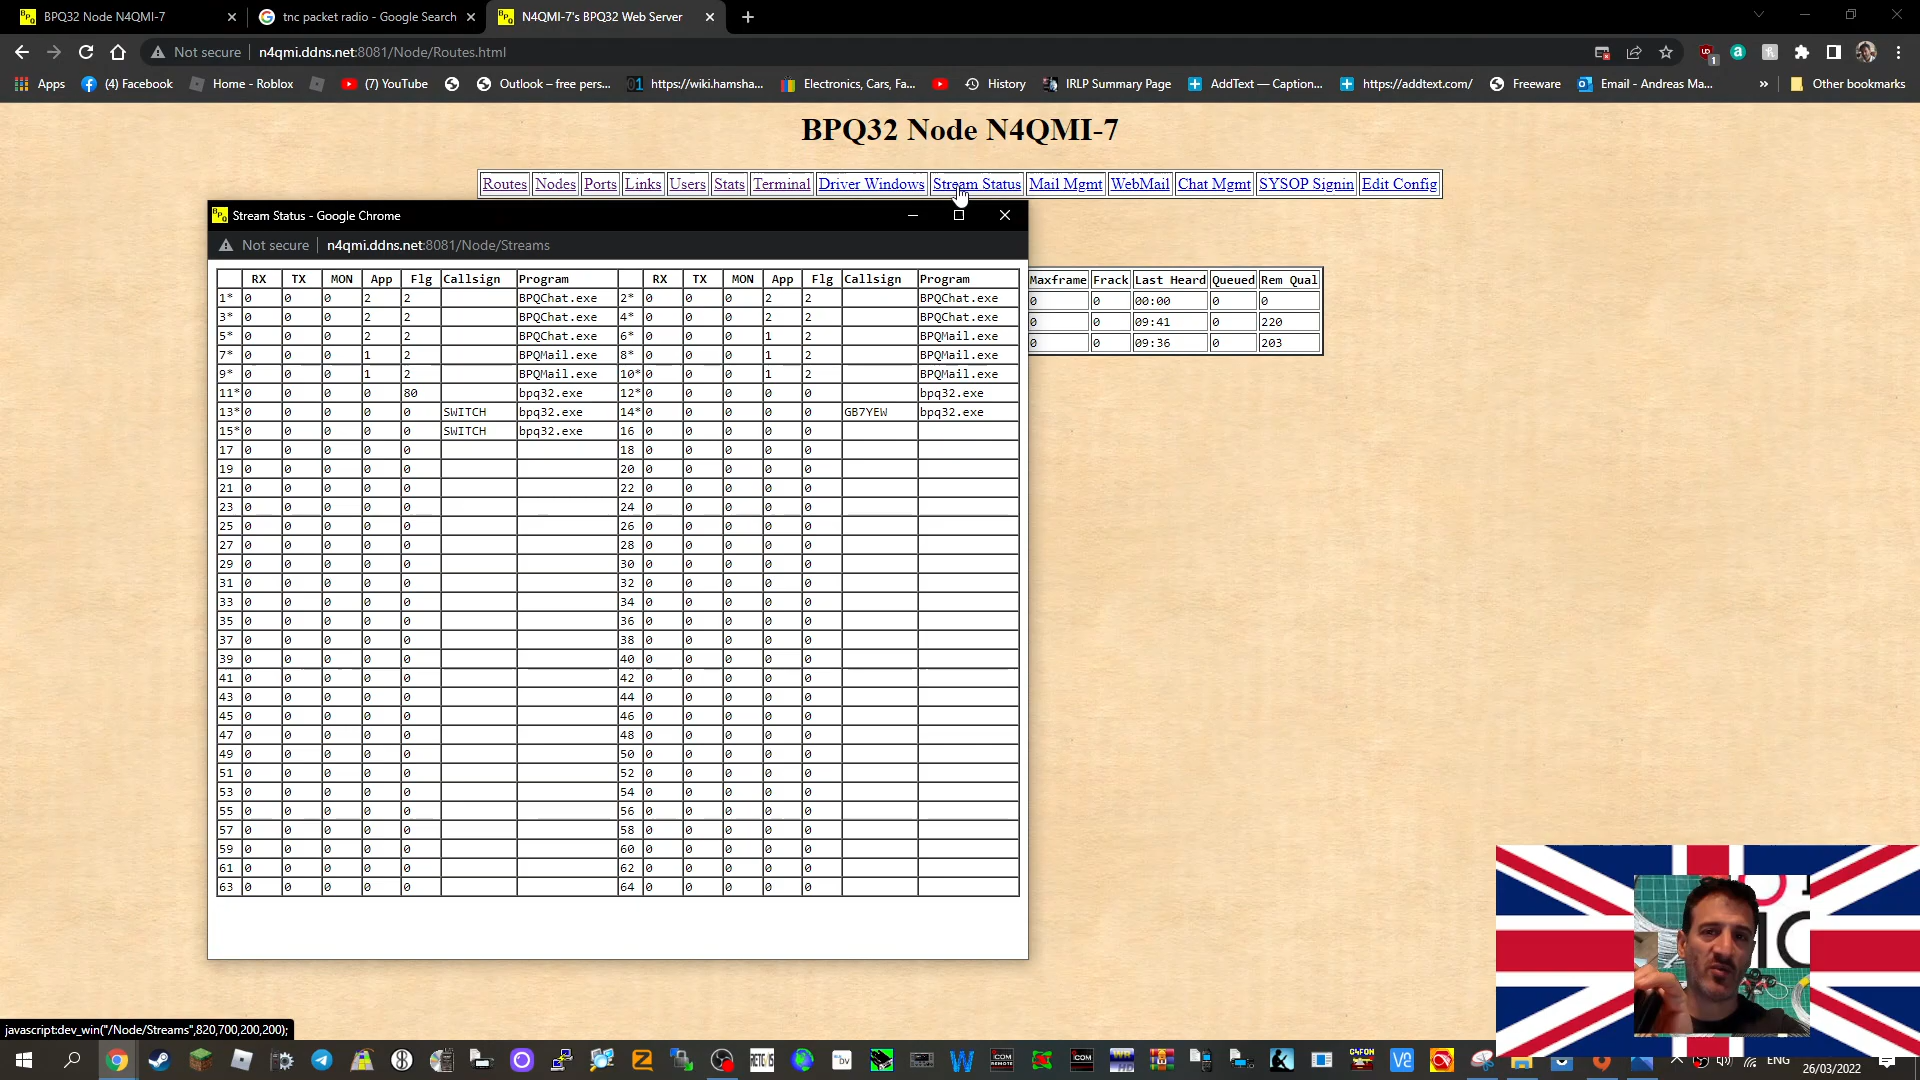 BPQ32 Node N4QMI-7
tnc packet radio - Google Search
N4QMI-7's BPQ32 Web Server
Not secure
n4qmi.ddns.net:8081/Node/Routes.html
Apps
(4) Facebook
Home - Roblox
(7) YouTube
Outlook – free pers...
https://wiki.hamsha...
Electronics, Cars, Fa...
History
IRLP Summary Page
AddText — Caption...
https://addtext.com/
Freeware
Email - Andreas Ma...
»
Other bookmarks
BPQ32 Node N4QMI-7
Routes Nodes Ports Links Users Stats Terminal Driver Windows Stream Status Mail Mgmt WebMail Chat Mgmt SYSOP Signin Edit Config
Stream Status - Google Chrome
Not secure
n4qmi.ddns.net:8081/Node/Streams
RX TX MON App Flg Callsign Program RX TX MON App Flg Callsign Program
1* 0 0 0 2 2 BPQChat.exe 2* 0 0 0 2 2 BPQChat.exe
3* 0 0 0 2 2 BPQChat.exe 4* 0 0 0 2 2 BPQChat.exe
5* 0 0 0 2 2 BPQChat.exe 6* 0 0 0 1 2 BPQMail.exe
7* 0 0 0 1 2 BPQMail.exe 8* 0 0 0 1 2 BPQMail.exe
9* 0 0 0 1 2 BPQMail.exe 10* 0 0 0 1 2 BPQMail.exe
11* 0 0 0 0 80 bpq32.exe 12* 0 0 0 0 0 bpq32.exe
13* 0 0 0 0 0 SWITCH bpq32.exe 14* 0 0 0 0 0 GB7YEW bpq32.exe
15* 0 0 0 0 0 SWITCH bpq32.exe 16 0 0 0 0 0
17 0 0 0 0 0 18 0 0 0 0 0
19 0 0 0 0 0 20 0 0 0 0 0
21 0 0 0 0 0 22 0 0 0 0 0
23 0 0 0 0 0 24 0 0 0 0 0
25 0 0 0 0 0 26 0 0 0 0 0
27 0 0 0 0 0 28 0 0 0 0 0
29 0 0 0 0 0 30 0 0 0 0 0
31 0 0 0 0 0 32 0 0 0 0 0
33 0 0 0 0 0 34 0 0 0 0 0
35 0 0 0 0 0 36 0 0 0 0 0
37 0 0 0 0 0 38 0 0 0 0 0
39 0 0 0 0 0 40 0 0 0 0 0
41 0 0 0 0 0 42 0 0 0 0 0
43 0 0 0 0 0 44 0 0 0 0 0
45 0 0 0 0 0 46 0 0 0 0 0
47 0 0 0 0 0 48 0 0 0 0 0
49 0 0 0 0 0 50 0 0 0 0 0
51 0 0 0 0 0 52 0 0 0 0 0
53 0 0 0 0 0 54 0 0 0 0 0
55 0 0 0 0 0 56 0 0 0 0 0
57 0 0 0 0 0 58 0 0 0 0 0
59 0 0 0 0 0 60 0 0 0 0 0
61 0 0 0 0 0 62 0 0 0 0 0
63 0 0 0 0 0 64 0 0 0 0 0
Maxframe Frack Last Heard Queued Rem Qual
0 0 00:00 0 0
0 0 09:41 0 220
0 0 09:36 0 203
javascript:dev_win("/Node/Streams",820,700,200,200);
ENG
26/03/2022